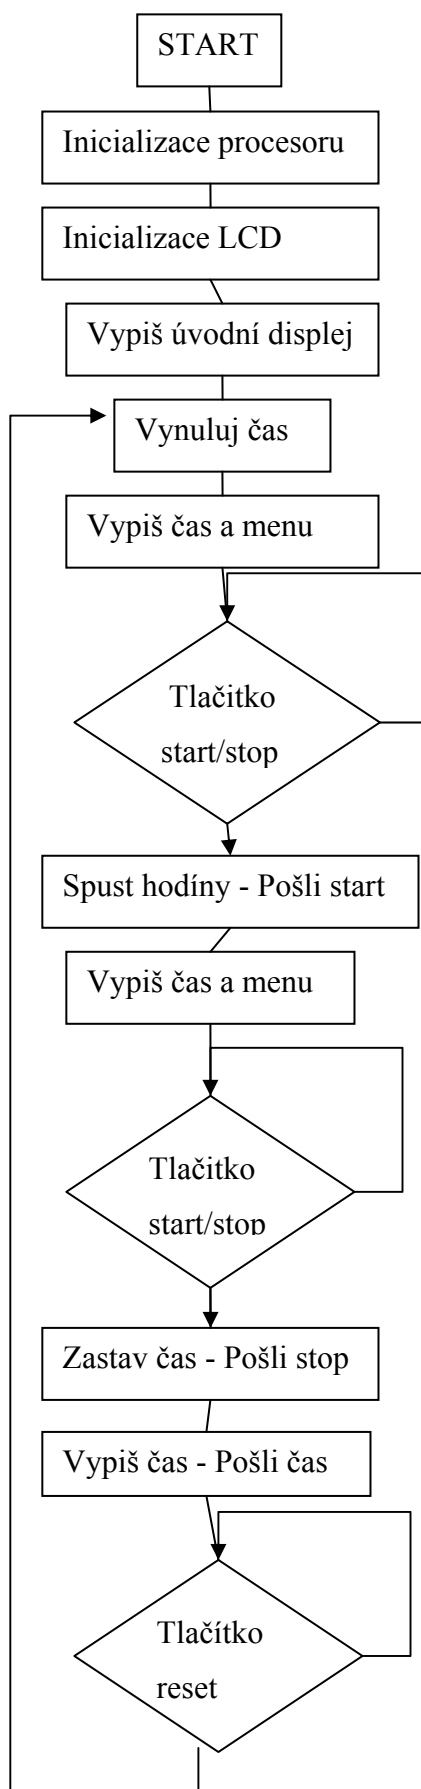 START
Inicializace procesoru
Inicializace LCD
Vypiš úvodní displej
Vynuluj čas
Vypiš čas a menu
Tlačitko
start/stop
Spust hodíny - Pošli start
Vypiš čas a menu
Tlačitko
start/stop
Zastav čas - Pošli stop
Vypiš čas - Pošli čas
Tlačítko
reset